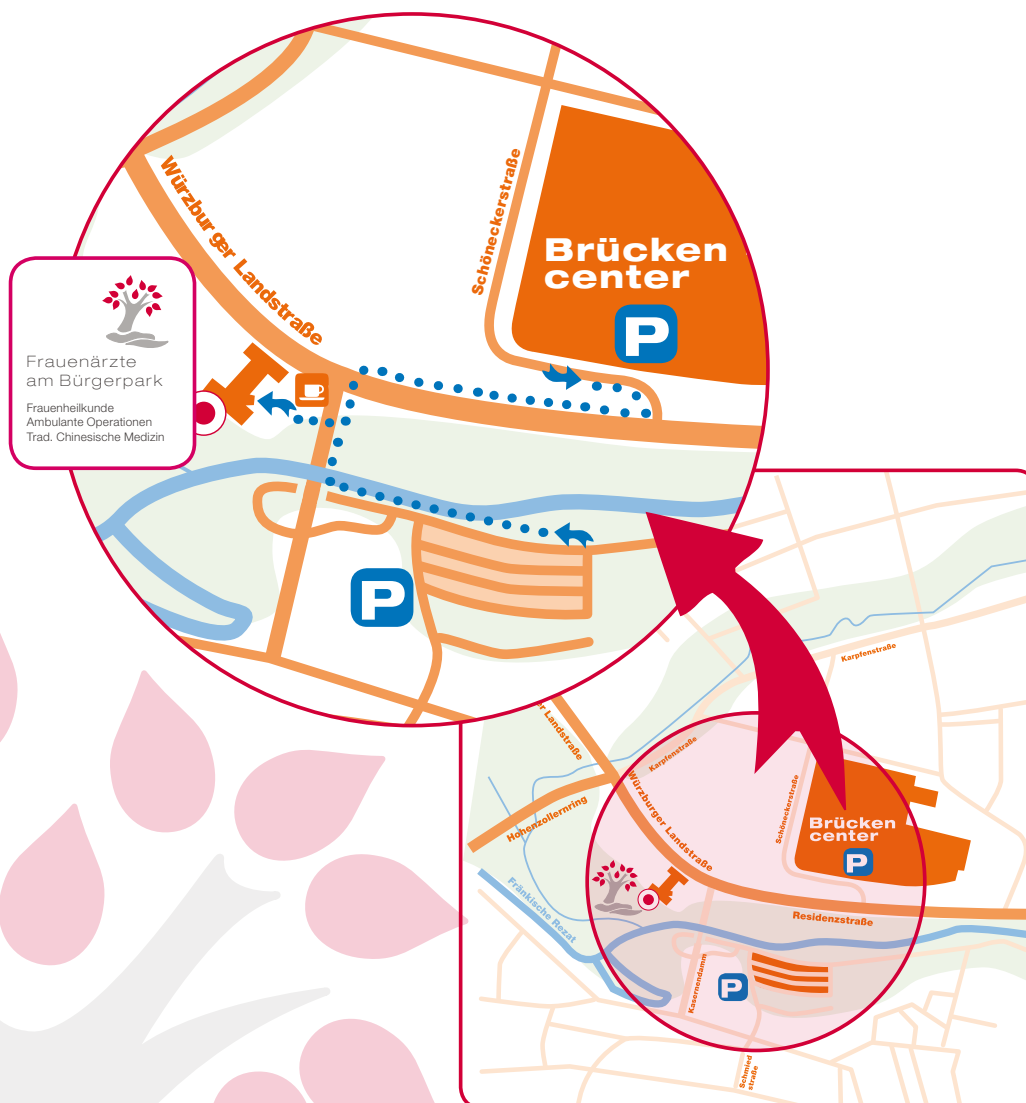 Würzburger Landstraße
Schöneckerstraße
Brücken
center
P
Frauenärzte
am Bürgerpark
Frauenheilkunde
Ambulante Operationen
Trad. Chinesische Medizin
P
Karpfenstraße
er Landstraße
Karpfenstraße
Würzburger Landstraße
Schöneckerstraße
Hohenzollernring
Brücken
center
P
Fränkische Rezat
Residenzstraße
Kasernendamm
P
Schmied
straße